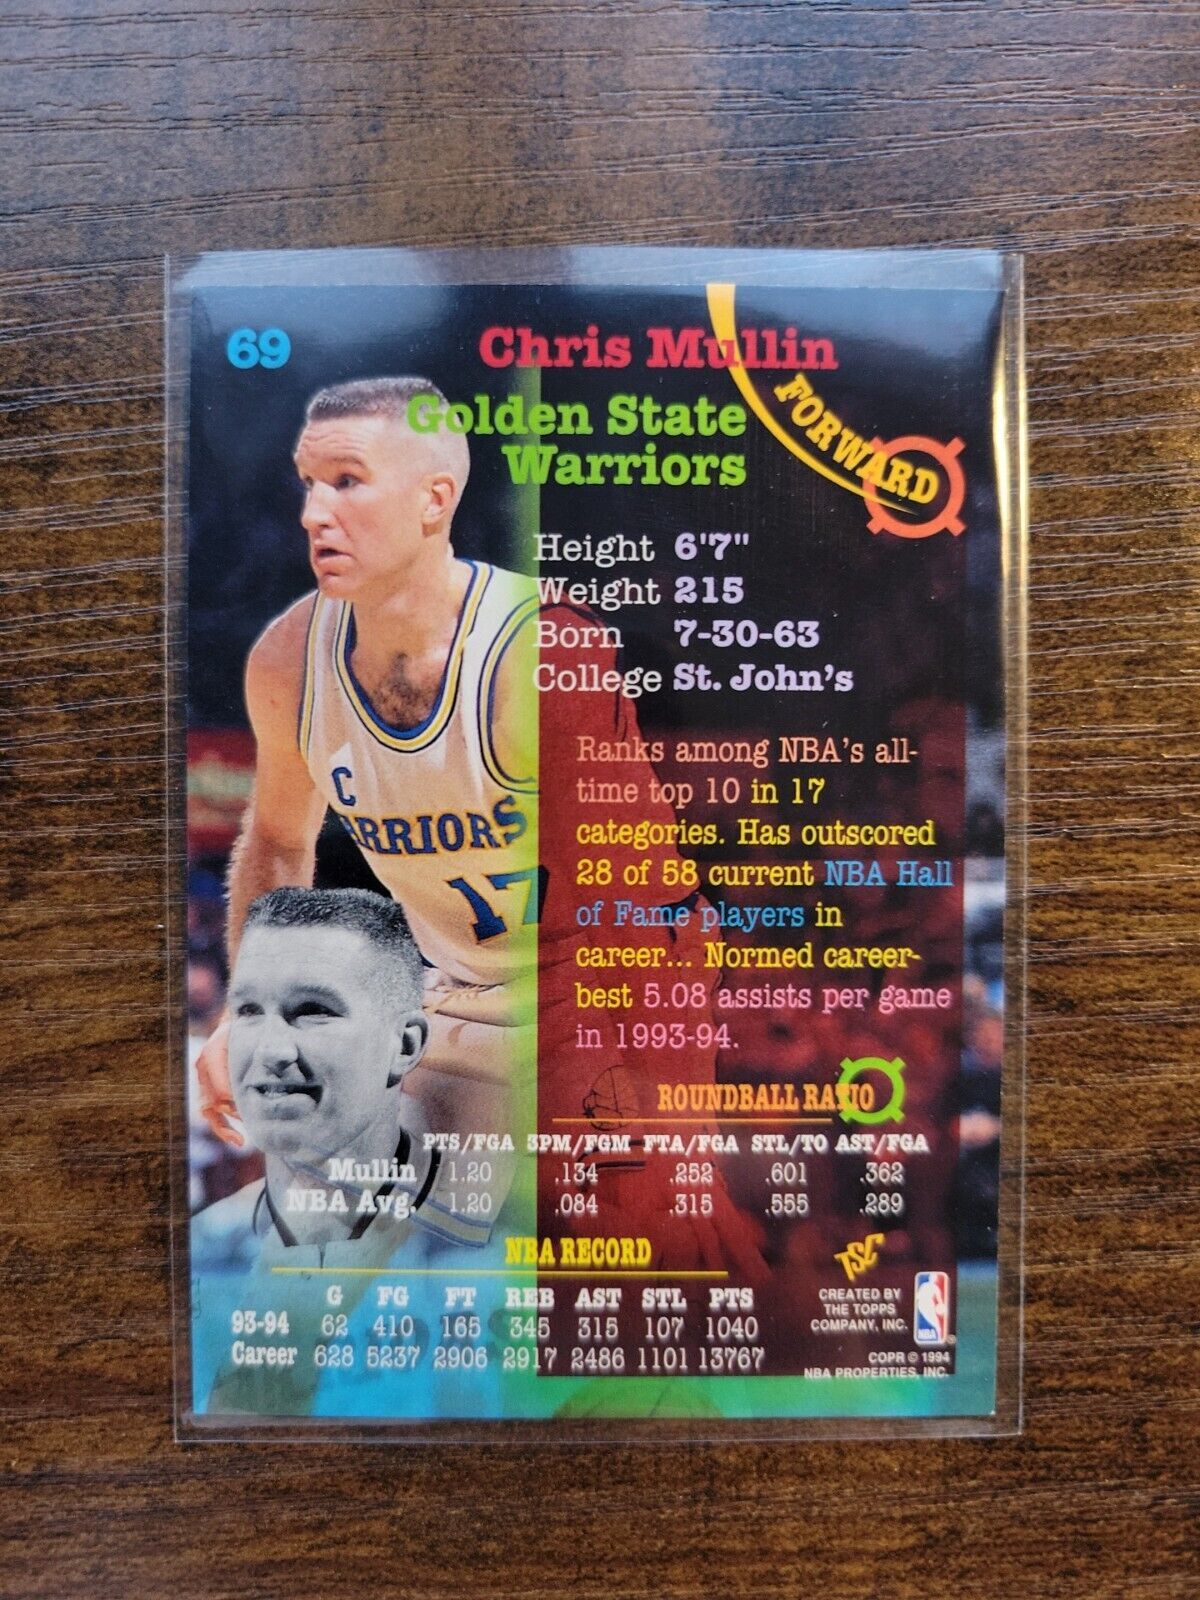 69
Chris Mullin
FORWARD
Golden State
Warriors
Height 6'7"
Weight 215
Born 7-30-63
College St. John's
C
RRIORS
17
Ranks among NBA's all-
time top 10 in 17
categories. Has outscored
28 of 58 current NBA Hall
of Fame players in
career... Normed career-
best 5.08 assists per game
in 1993-94.
ROUNDBALL RATIO
PTS/FGA 3PM/FGM FTA/FGA STL/TO AST/FGA
Mullin 1.20 .134 .252 .601 .362
NBA Avg. 1.20 .084 .315 .555 .289
NBA RECORD
G FG FT REB AST STL PTS
93-94 62 410 165 345 315 107 1040
Career 628 5237 2906 2917 2486 1101 13767
TSC
CREATED BY
THE TOPPS
COMPANY, INC.
NBA
COPR © 1994
NBA PROPERTIES, INC.